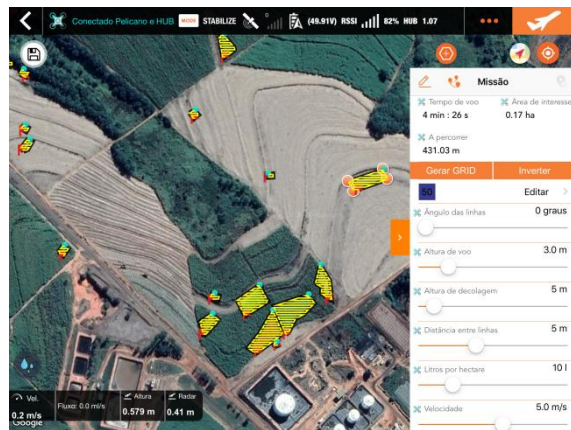 Conectado Pelicano e HUB MODE STABILIZE (49.91V) RSSI 82% HUB 1.07
Missão
Tempo de voo
Área de interesse
4 min : 26 s
0.17 ha
A percorrer
431.03 m
Gerar GRID
Inverter
50
Editar
Ângulo das linhas
0 graus
Altura de voo
3.0 m
Altura de decolagem
5 m
Distância entre linhas
5 m
Litros por hectare
10 l
Velocidade
5.0 m/s
Vel.
0.2 m/s
Fluxo: 0.0 ml/s
Altura
0.579 m
Radar
0.41 m
Google